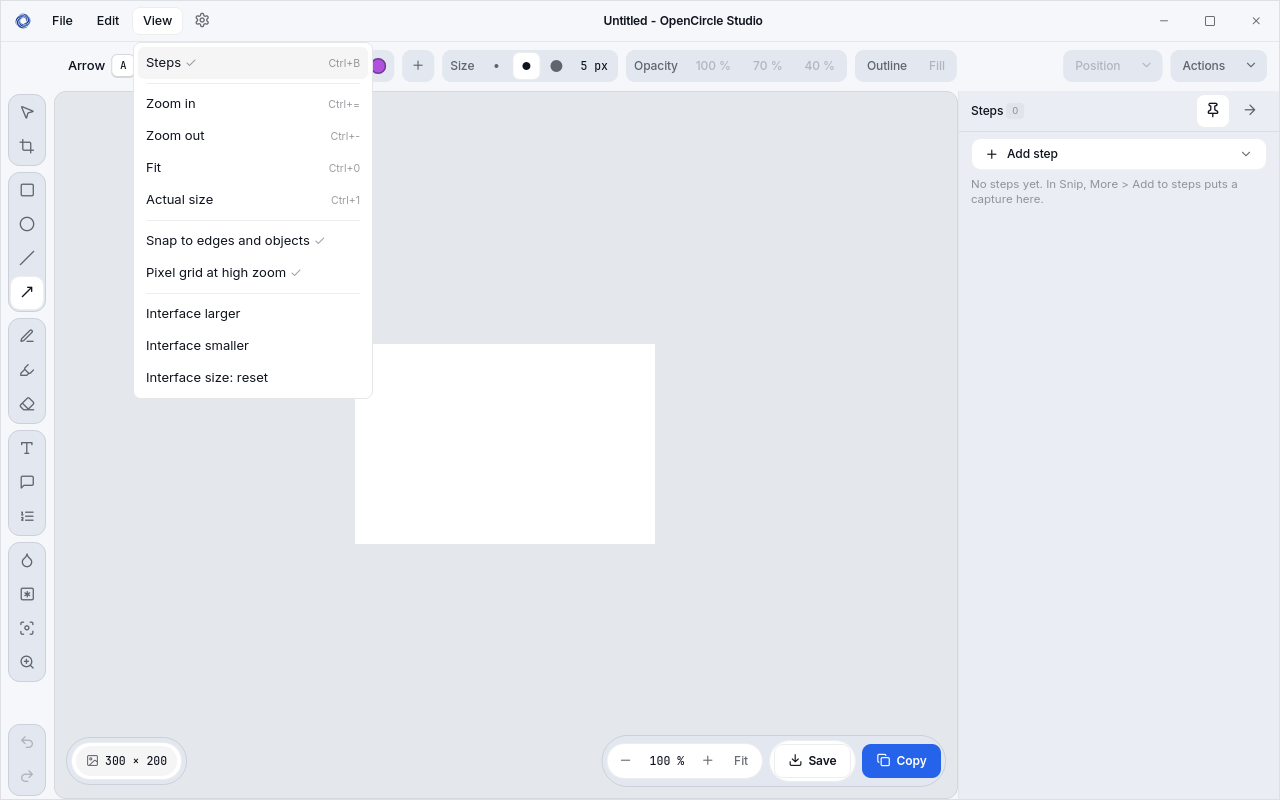 File Edit View
Untitled - OpenCircle Studio
Arrow A
Size 5 px
Opacity 100 % 70 % 40 %
Outline Fill
Position
Actions
Steps Ctrl+B
Zoom in Ctrl+=
Zoom out Ctrl+-
Fit Ctrl+0
Actual size Ctrl+1
Snap to edges and objects
Pixel grid at high zoom
Interface larger
Interface smaller
Interface size: reset
Steps 0
Add step
No steps yet. In Snip, More > Add to steps puts a
capture here.
300 × 200
100 % Fit
Save
Copy